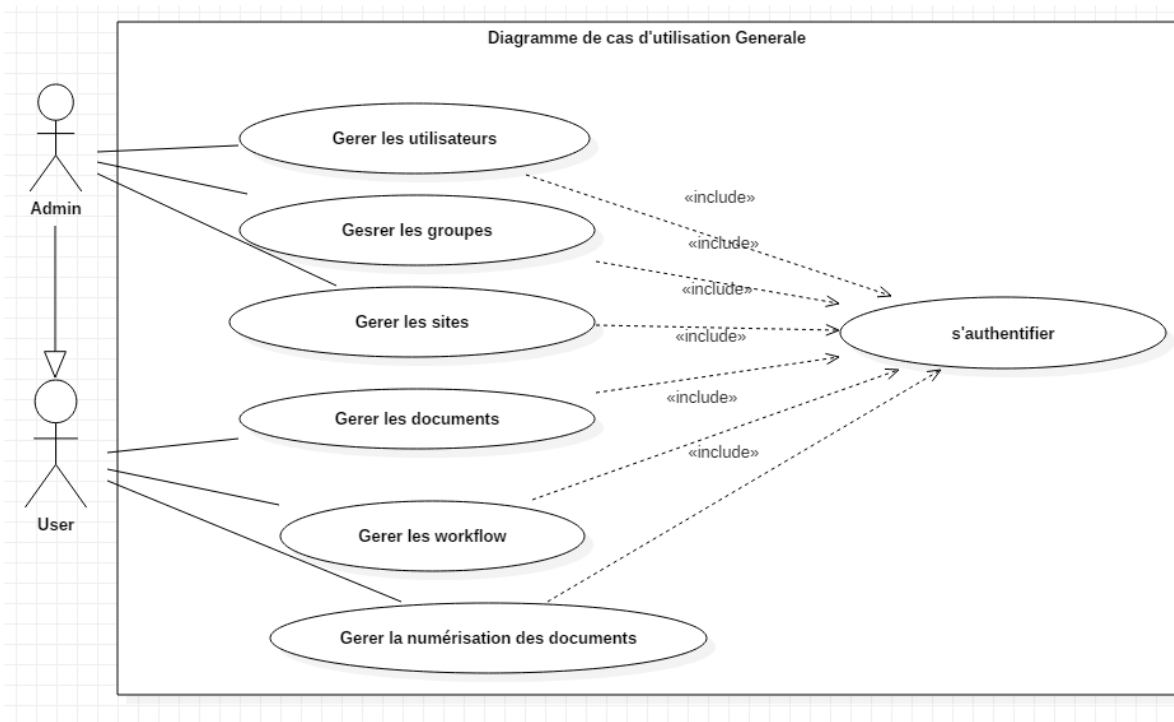 Diagramme de cas d'utilisation Generale
Gerer les utilisateurs
«include»
Admin
Gesrer les groupes
«include»
«include»
Gerer les sites
s'authentifier
«include»
«include»
Gerer les documents
«include»
User
Gerer les workflow
Gerer la numérisation des documents